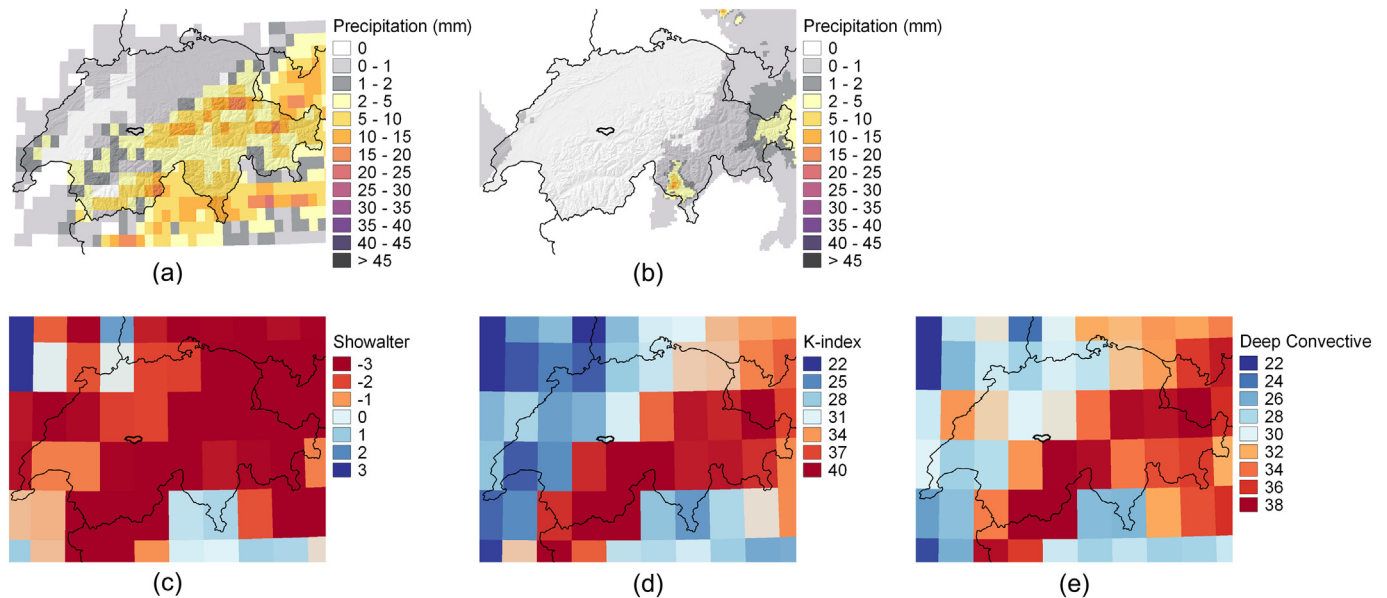 Precipitation (mm)
0
0 - 1
1 - 2
2 - 5
5 - 10
10 - 15
15 - 20
20 - 25
25 - 30
30 - 35
35 - 40
40 - 45
> 45
(a)
Precipitation (mm)
0
0 - 1
1 - 2
2 - 5
5 - 10
10 - 15
15 - 20
20 - 25
25 - 30
30 - 35
35 - 40
40 - 45
> 45
(b)
Showalter
-3
-2
-1
0
1
2
3
(c)
K-index
22
25
28
31
34
37
40
(d)
Deep Convective
22
24
26
28
30
32
34
36
38
(e)